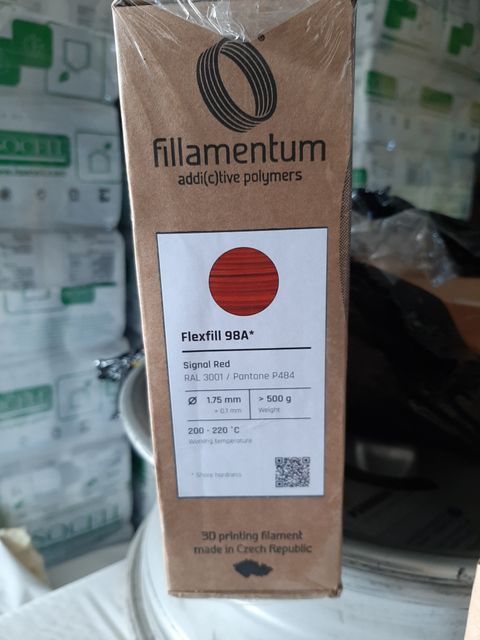 fillamentum
addi(c)tive polymers
Flexfill 98A*
Signal Red
RAL 3001 / Pantone P484
Ø 1.75 mm > 500 g
± 0.1 mm Weight
200 - 220 °C
Working temperature
* Shore hardness
3D printing filament
made in Czech Republic